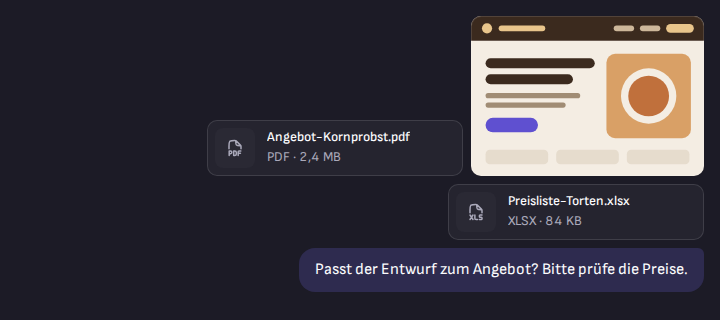 Angebot-Kornprobst.pdf
PDF
PDF · 2,4 MB
Preisliste-Torten.xlsx
XLS
XLSX · 84 KB
Passt der Entwurf zum Angebot? Bitte prüfe die Preise.